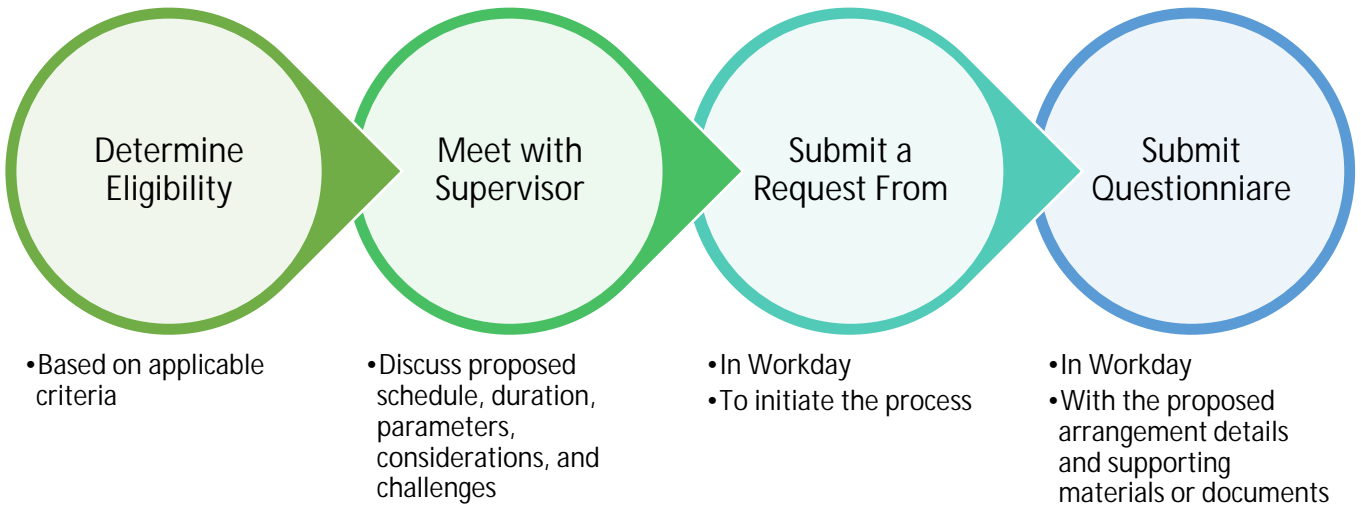 Determine
Eligibility
Meet with
Supervisor
Submit a
Request From
Submit
Questionniare
•Based on applicable
criteria
•Discuss proposed
schedule, duration,
parameters,
considerations, and
challenges
•In Workday
•To initiate the process
•In Workday
•With the proposed
arrangement details
and supporting
materials or documents